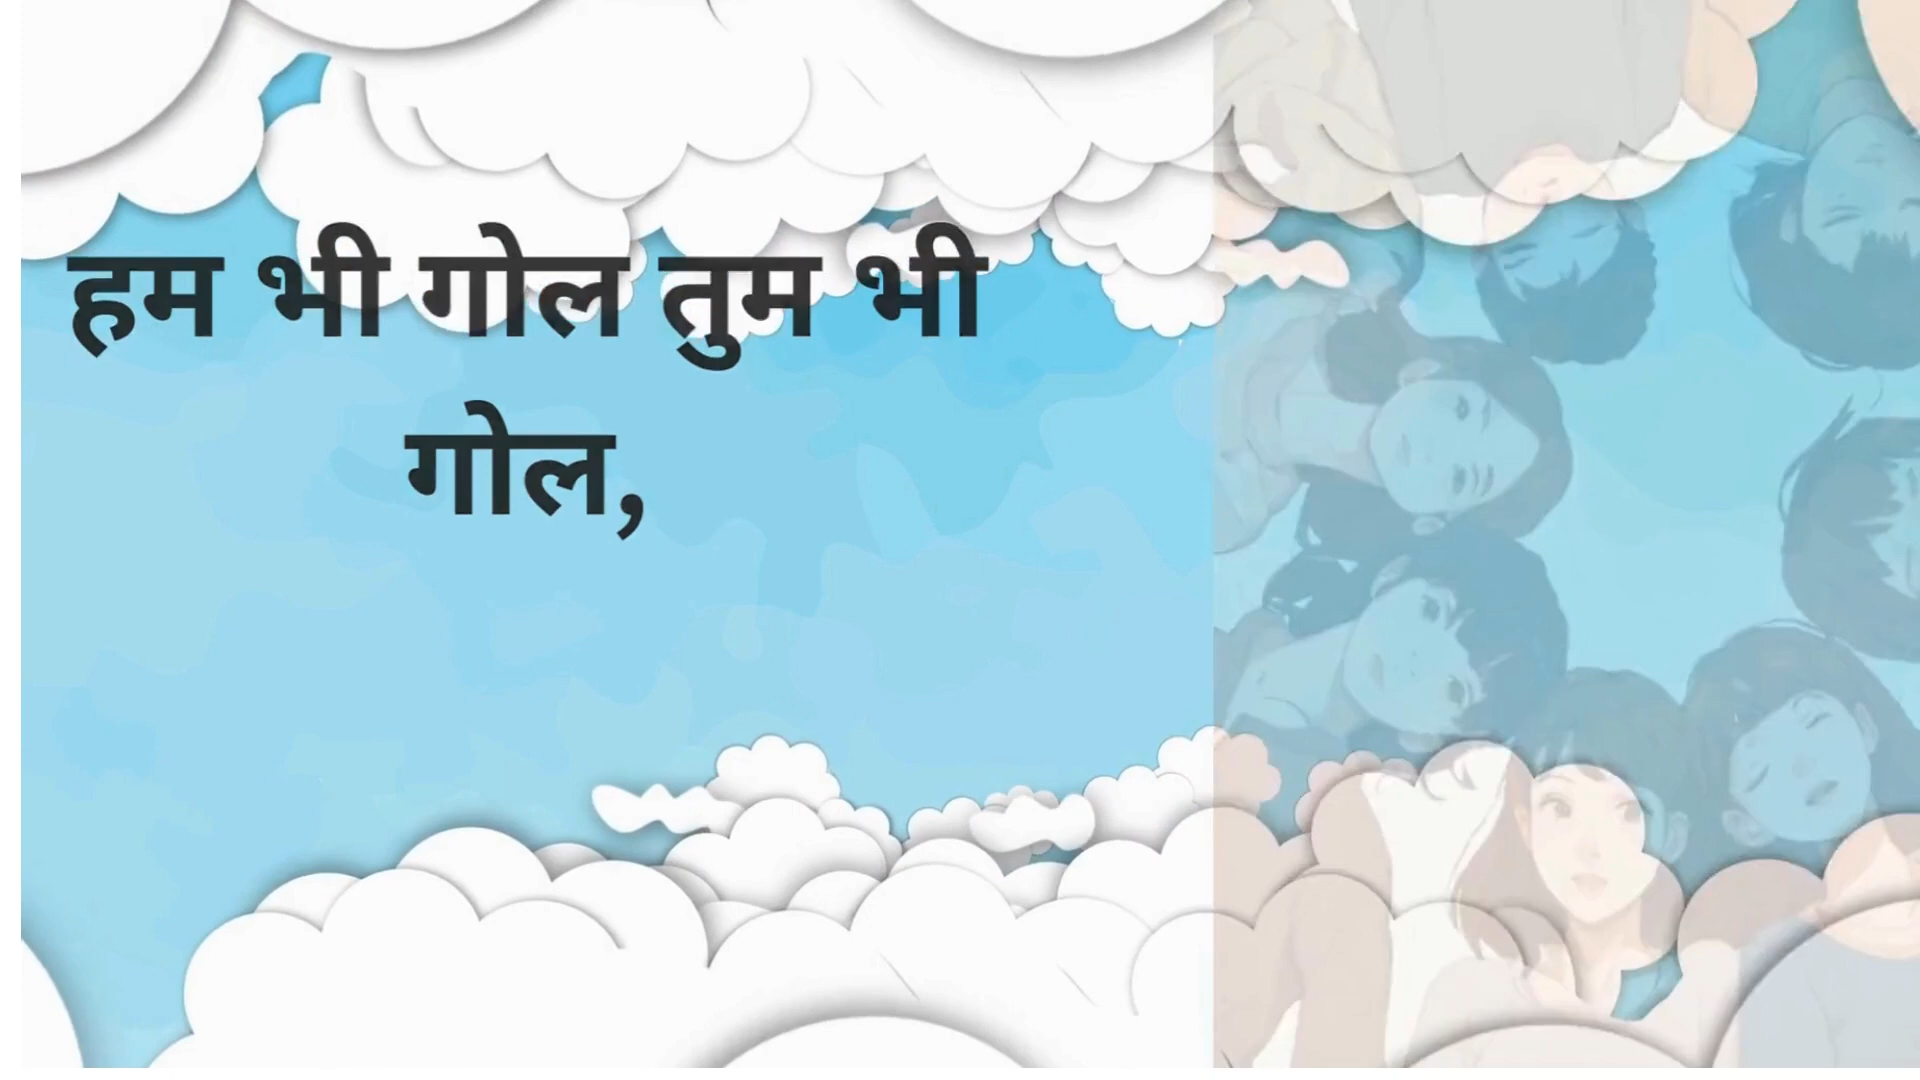 हम भी गोल तुम भी
गोल,